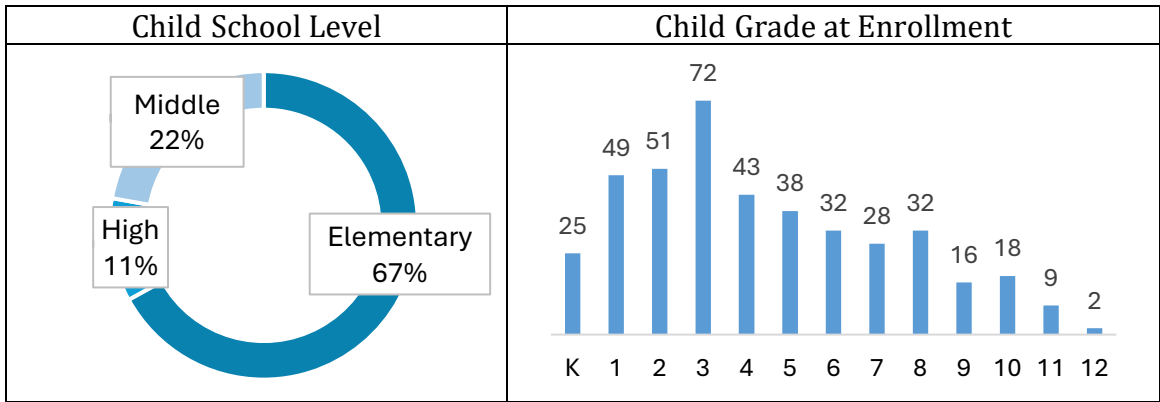 Child School Level
Child Grade at Enrollment
Middle
22%
High
11%
Elementary
67%
72
49 51
43
38
32 28 32
25
16 18
9
2
K 1 2 3 4 5 6 7 8 9 10 11 12